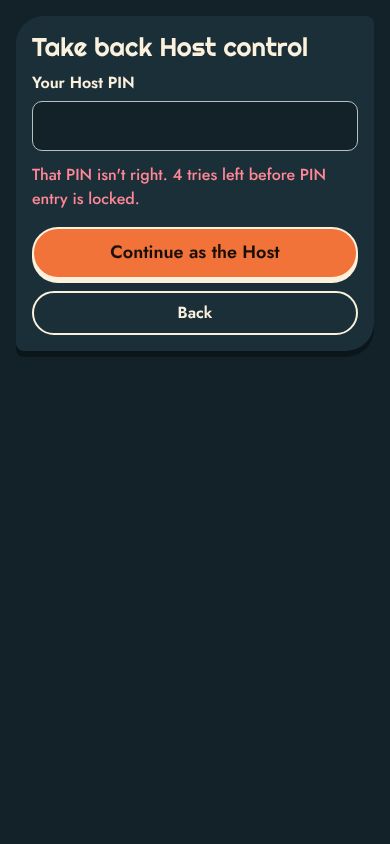 Take back Host control
Your Host PIN
That PIN isn't right. 4 tries left before PIN
entry is locked.
Continue as the Host
Back